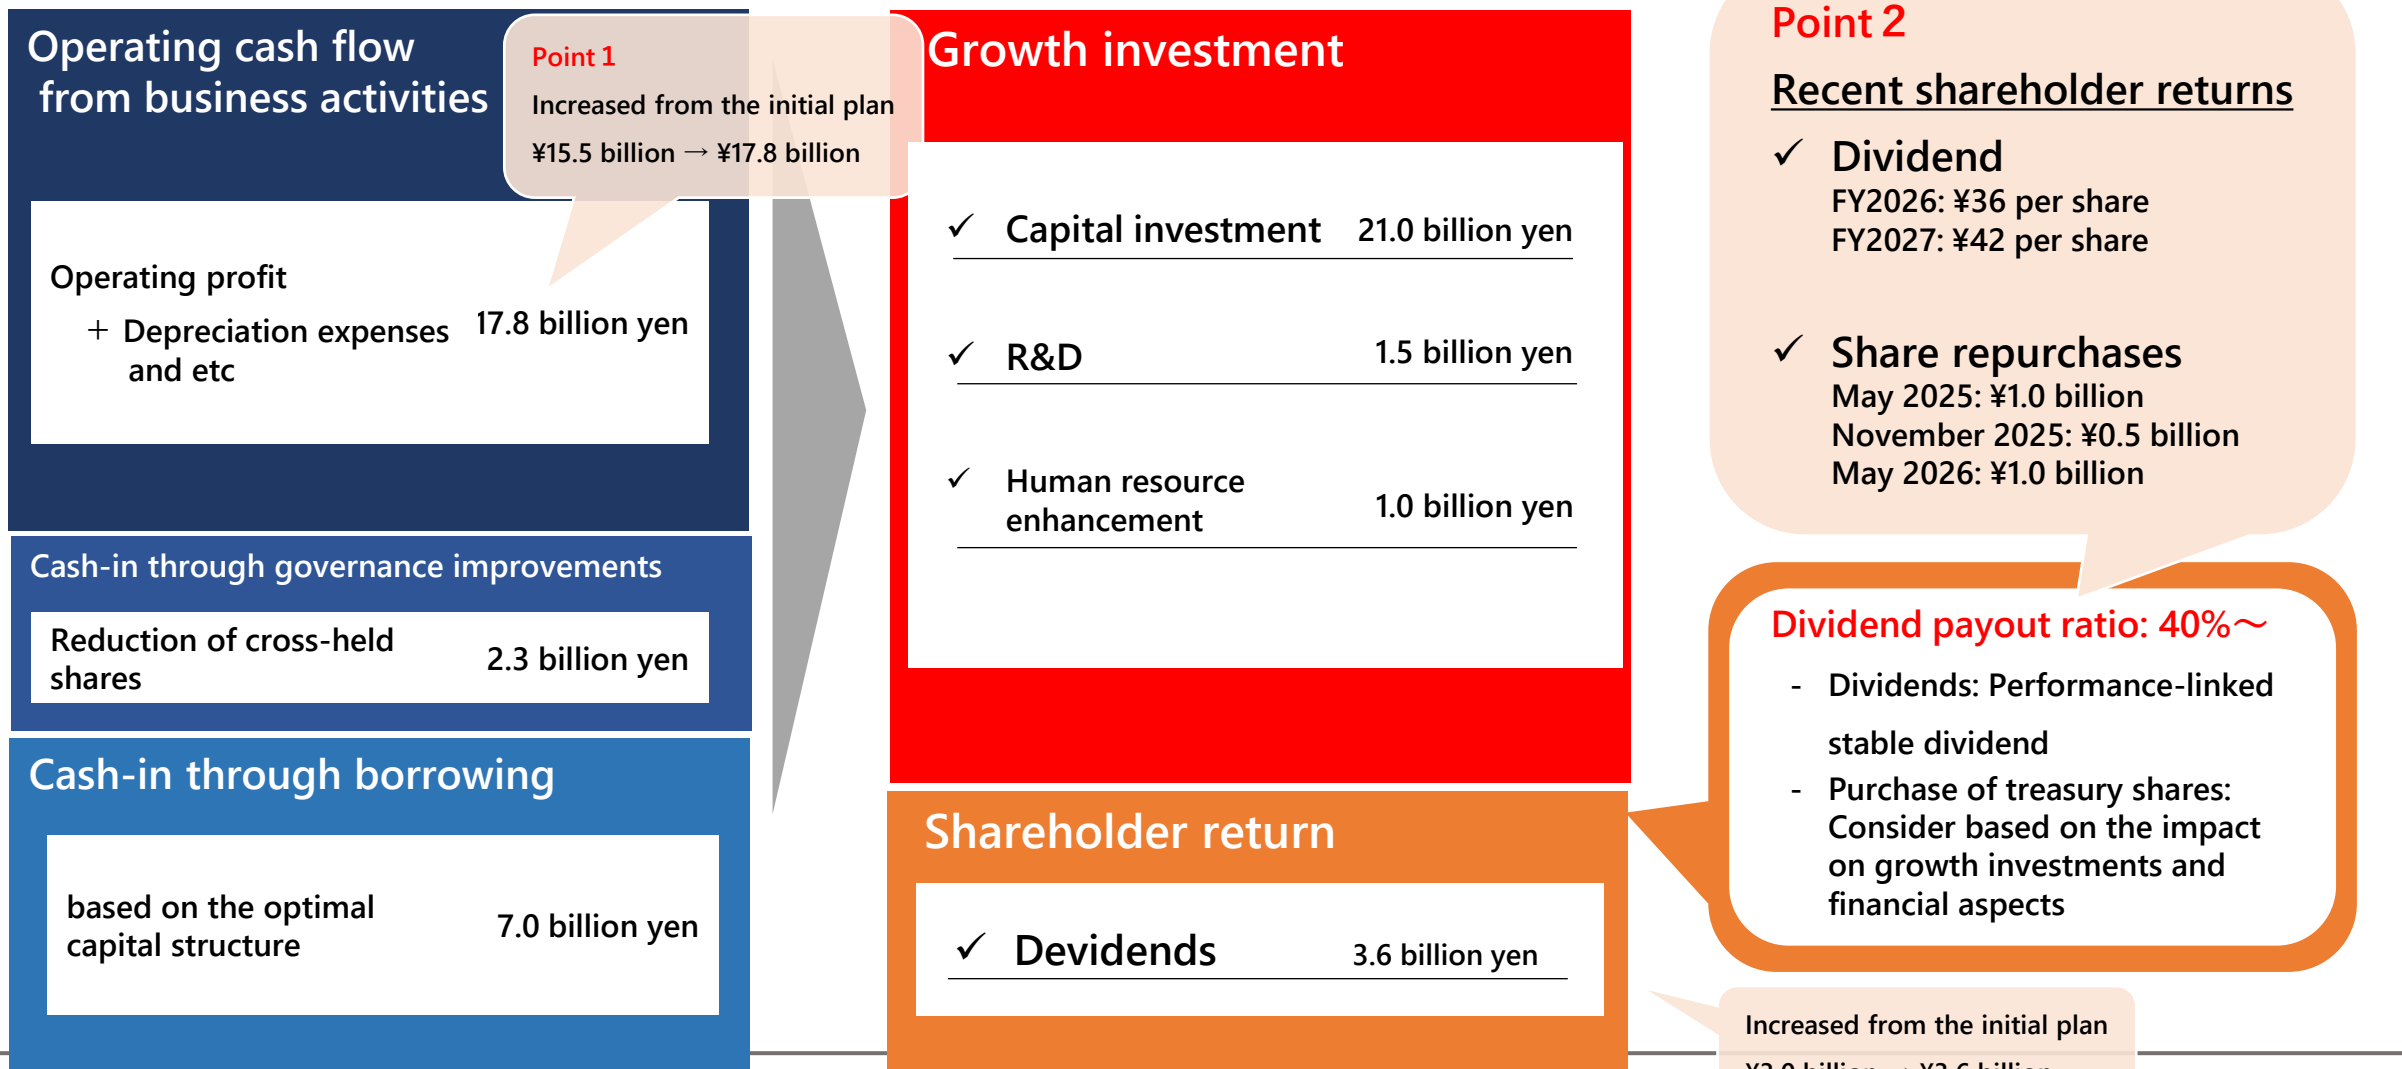 Operating cash flow
from business activities
Point 1
Increased from the initial plan
¥15.5 billion → ¥17.8 billion
Operating profit
＋ Depreciation expenses
and etc
17.8 billion yen
Cash-in through governance improvements
Reduction of cross-held
shares
2.3 billion yen
Cash-in through borrowing
based on the optimal
capital structure
7.0 billion yen
Growth investment
✓ Capital investment 21.0 billion yen
✓ R&D 1.5 billion yen
✓ Human resource
enhancement
1.0 billion yen
Shareholder return
✓ Devidends 3.6 billion yen
Point 2
Recent shareholder returns
✓ Dividend
FY2026: ¥36 per share
FY2027: ¥42 per share
✓ Share repurchases
May 2025: ¥1.0 billion
November 2025: ¥0.5 billion
May 2026: ¥1.0 billion
Dividend payout ratio: 40%～
- Dividends: Performance-linked
stable dividend
- Purchase of treasury shares:
Consider based on the impact
on growth investments and
financial aspects
Increased from the initial plan